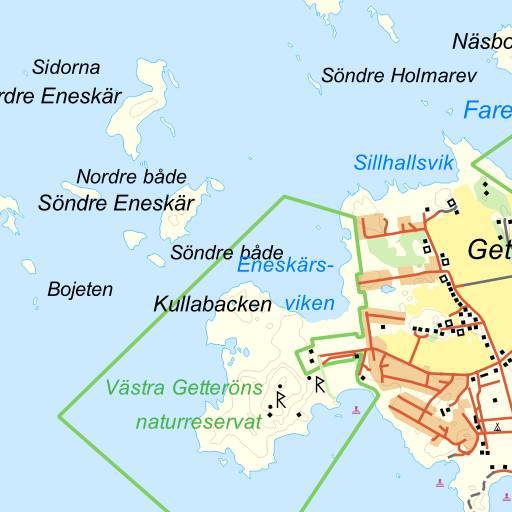 Näsbo
Sidorna
Söndre Holmarev
rdre Eneskär
Fare
Sillhallsvik
Nordre både
Söndre Eneskär
Söndre både
Get
Eneskärs-
viken
Bojeten
Kullabacken
Västra Getteröns
naturreservat
R
R